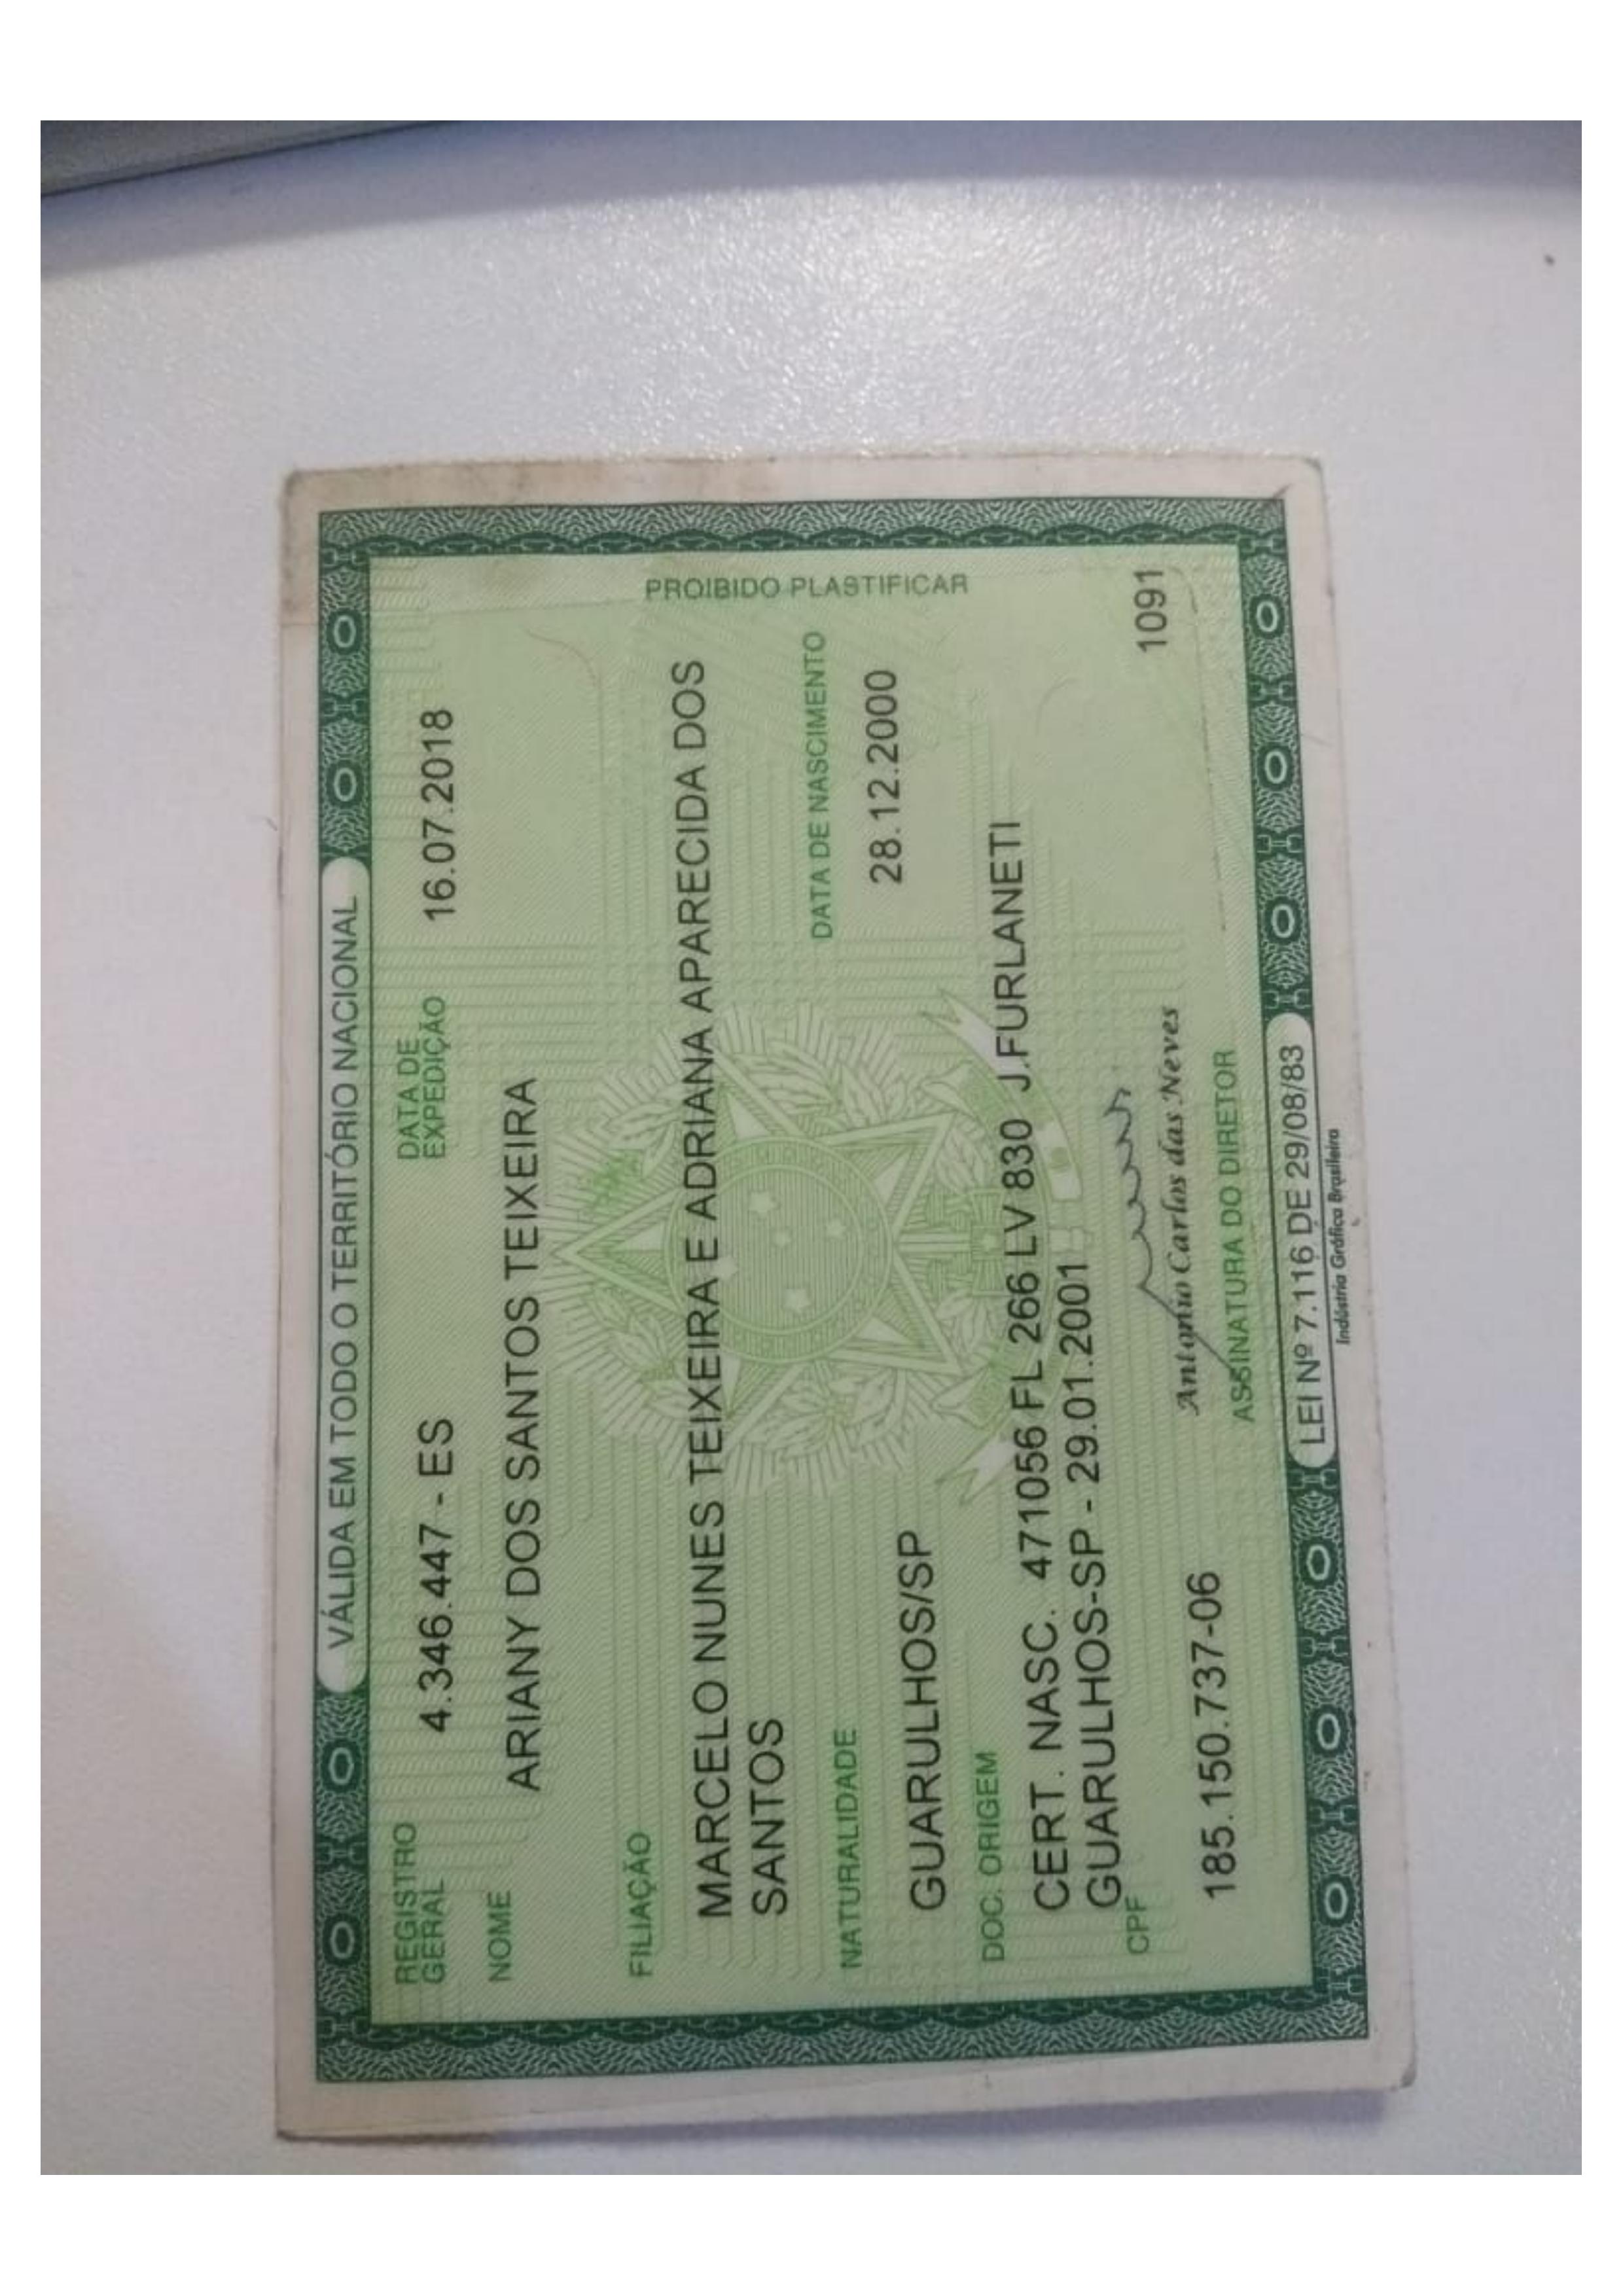 VÁLIDA EM TODO O TERRITÓRIO NACIONAL
REGISTRO GERAL 4.346.447 - ES DATA DE EXPEDIÇÃO 16.07.2018
NOME ARIANY DOS SANTOS TEIXEIRA
FILIAÇÃO
MARCELO NUNES TEIXEIRA E ADRIANA APARECIDA DOS
SANTOS
PROIBIDO PLASTIFICAR
NATURALIDADE DATA DE NASCIMENTO
GUARULHOS/SP 28.12.2000
DOC. ORIGEM
CERT. NASC. 471056 FL 266 LV 830 J.FURLANETI
GUARULHOS-SP - 29.01.2001
CPF
185.150.737-06 Antonio Carlos das Neves 1091
ASSINATURA DO DIRETOR
LEI Nº 7.116 DE 29/08/83
Indústria Gráfica Brasileira